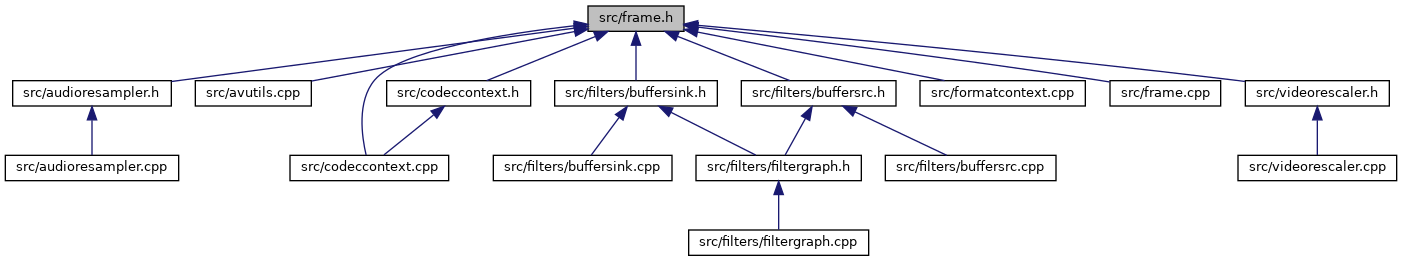 src/frame.h
src/audioresampler.h
src/avutils.cpp
src/codeccontext.h
src/filters/buffersink.h
src/filters/buffersrc.h
src/formatcontext.cpp
src/frame.cpp
src/videorescaler.h
src/audioresampler.cpp
src/codeccontext.cpp
src/filters/buffersink.cpp
src/filters/filtergraph.h
src/filters/buffersrc.cpp
src/videorescaler.cpp
src/filters/filtergraph.cpp